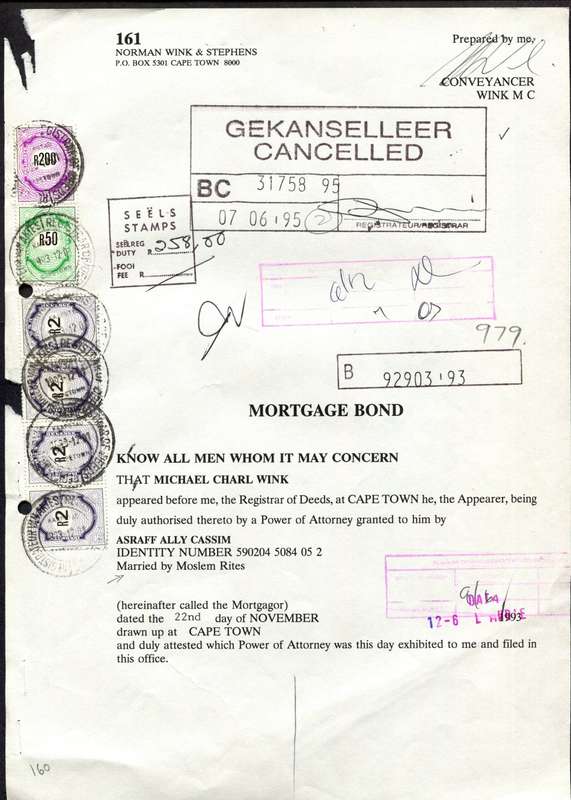 161
NORMAN WINK & STEPHENS
P.O. BOX 5301 CAPE TOWN 8000
Prepared by me,
CONVEYANCER
WINK M C
GEKANSELLEER
CANCELLED
BC 31758 95
07 06 95 2
REGISTRATEUR/REGISTRAR
SEËLS
STAMPS
SEËLREG
DUTY R 258,00
FOOI
FEE R
R200
R50
R2
R2
R2
R2
979.
B 92903 93
MORTGAGE BOND
KNOW ALL MEN WHOM IT MAY CONCERN
THAT MICHAEL CHARL WINK
appeared before me, the Registrar of Deeds, at CAPE TOWN he, the Appearer, being
duly authorised thereto by a Power of Attorney granted to him by
ASRAFF ALLY CASSIM
IDENTITY NUMBER 590204 5084 05 2
Married by Moslem Rites
(hereinafter called the Mortgagor)
dated the 22nd day of NOVEMBER 1993
drawn up at CAPE TOWN
and duly attested which Power of Attorney was this day exhibited to me and filed in
this office.
160